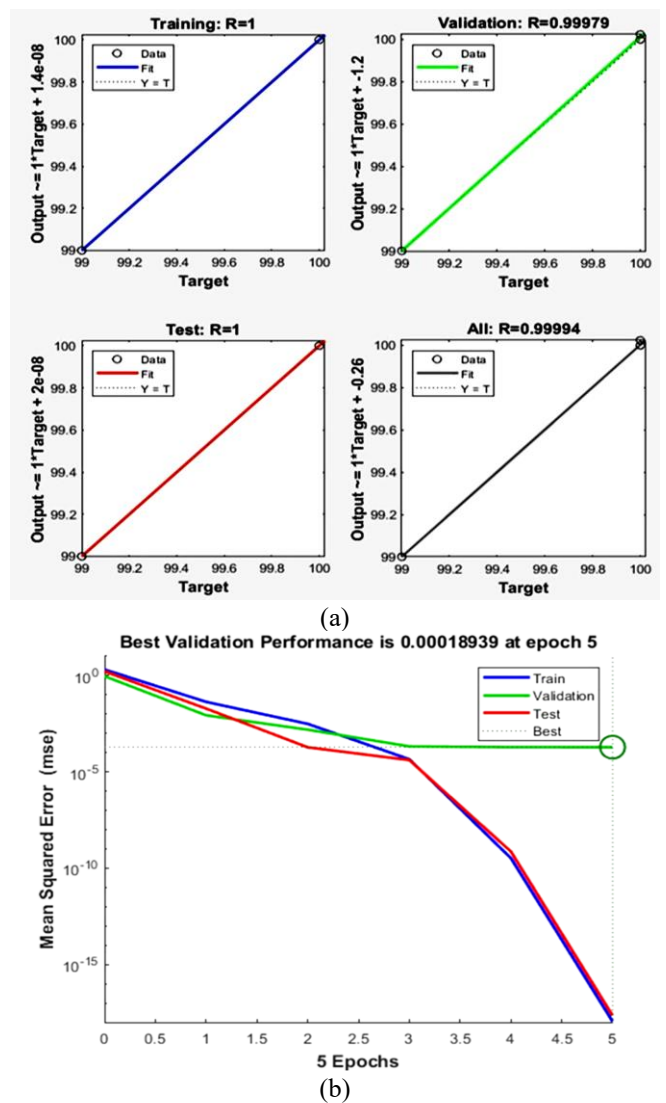 Training: R=1
Output ~= 1*Target + 1.4e-08
100
99.8
99.6
99.4
99.2
99
Data
Fit
Y = T
99
99.2
99.4
99.6
99.8
100
Target
Validation: R=0.99979
Output ~= 1*Target + -1.2
100
99.8
99.6
99.4
99.2
99
Data
Fit
Y = T
99
99.2
99.4
99.6
99.8
100
Target
Test: R=1
Output ~= 1*Target + 2e-08
100
99.8
99.6
99.4
99.2
99
Data
Fit
Y = T
99
99.2
99.4
99.6
99.8
100
Target
All: R=0.99994
Output ~= 1*Target + -0.26
100
99.8
99.6
99.4
99.2
99
Data
Fit
Y = T
99
99.2
99.4
99.6
99.8
100
Target
(a)
Best Validation Performance is 0.00018939 at epoch 5
Mean Squared Error (mse)
10^0
10^-5
10^-10
10^-15
Train
Validation
Test
Best
0
0.5
1
1.5
2
2.5
3
3.5
4
4.5
5
5 Epochs
(b)